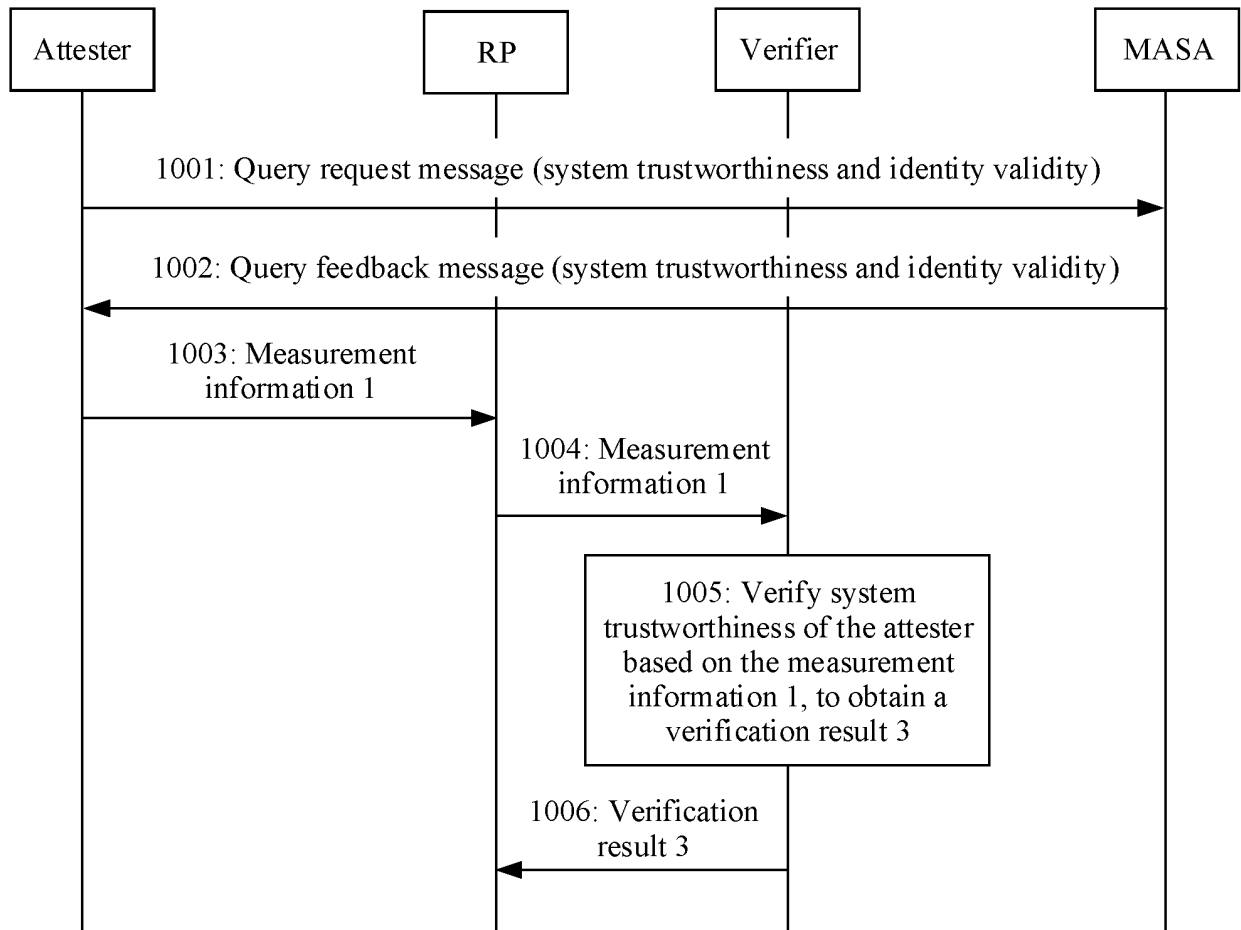 Attester
RP
Verifier
MASA
1001: Query request message (system trustworthiness and identity validity)
1002: Query feedback message (system trustworthiness and identity validity)
1003: Measurement
information 1
1004: Measurement
information 1
1005: Verify system
trustworthiness of the attester
based on the measurement
information 1, to obtain a
verification result 3
1006: Verification
result 3